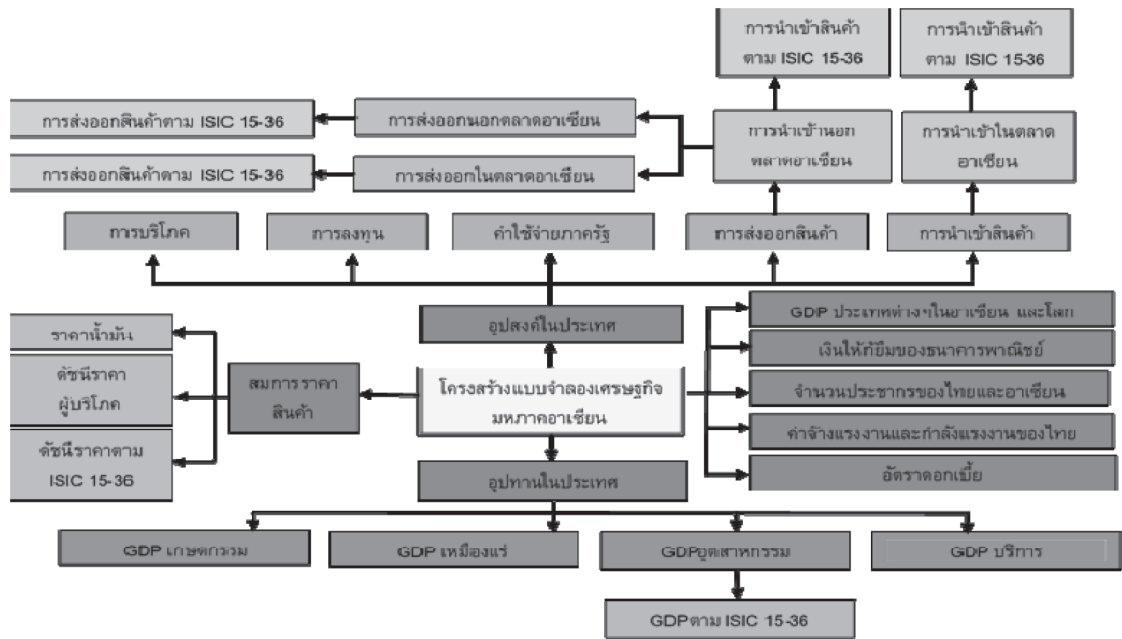 การนำเข้าสินค้า
ตาม ISIC 15-36
การนำเข้าสินค้า
ตาม ISIC 15-36
การส่งออกสินค้าตาม ISIC 15-36
การส่งออกนอกตลาดอาเซียน
การนำเข้านอก
ตลาดอาเซียน
การนำเข้าในตลาด
อาเซียน
การส่งออกสินค้าตาม ISIC 15-36
การส่งออกในตลาดอาเซียน
การบริโภค
การลงทุน
ค่าใช้จ่ายภาครัฐ
การส่งออกสินค้า
การนำเข้าสินค้า
อุปสงค์ในประเทศ
GDP ประเทศต่างๆในอาเซียน และโลก
ราคาน้ำมัน
เงินให้กู้ยืมของธนาคารพาณิชย์
ดัชนีราคา
ผู้บริโภค
สมการราคา
สินค้า
โครงสร้างแบบจำลองเศรษฐกิจ
มหภาคอาเซียน
จำนวนประชากรของไทยและอาเซียน
ค่าจ้างแรงงานและกำลังแรงงานของไทย
ดัชนีราคาตาม
ISIC 15-36
อุปทานในประเทศ
อัตราดอกเบี้ย
GDP เกษตกรรม
GDP เหมืองแร่
GDPอุตสาหกรรม
GDP บริการ
GDPตาม ISIC 15-36